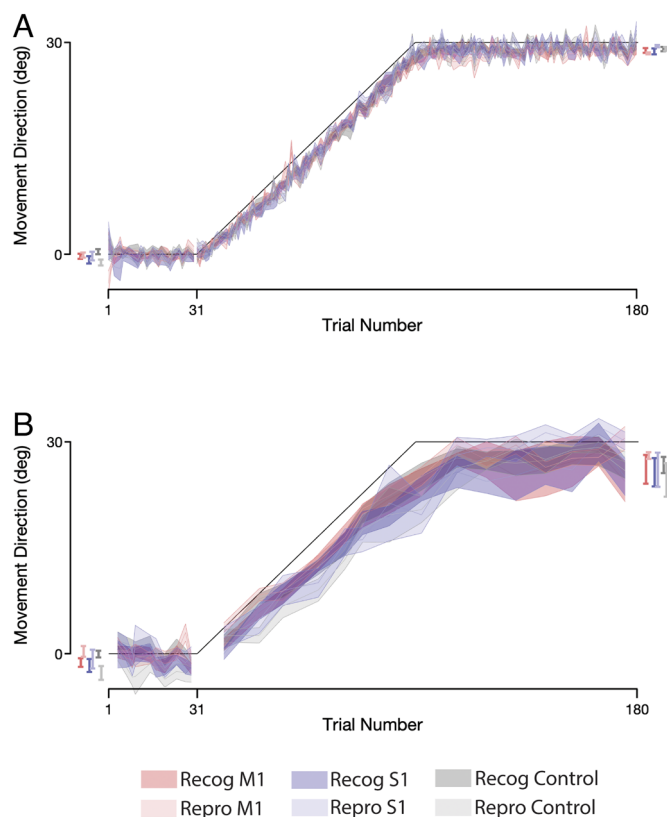 A
Movement Direction (deg)
30
0
1
31
180
Trial Number
B
Movement Direction (deg)
30
0
1
31
180
Trial Number
Recog M1
Recog S1
Recog Control
Repro M1
Repro S1
Repro Control